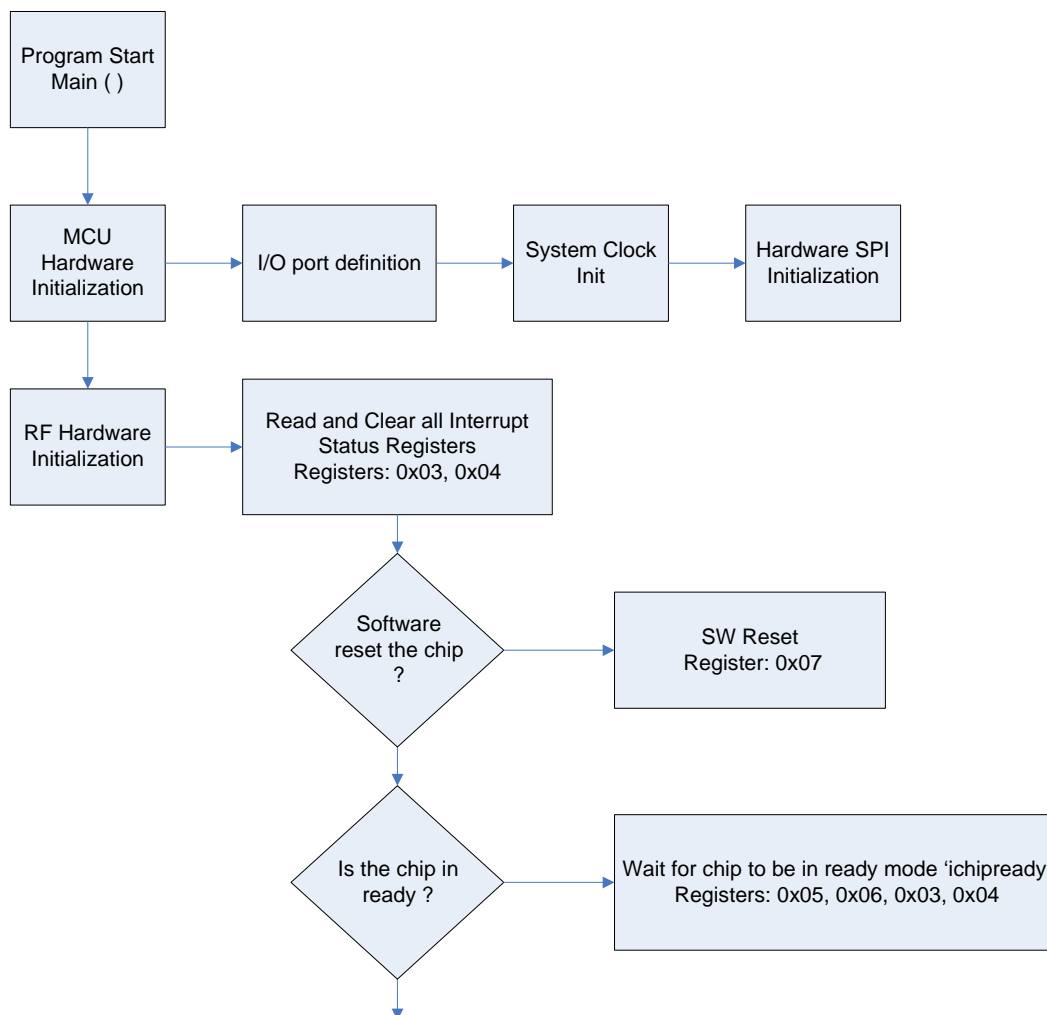 Program Start
Main ( )
MCU
Hardware
Initialization
I/O port definition
System Clock
Init
Hardware SPI
Initialization
RF Hardware
Initialization
Read and Clear all Interrupt
Status Registers
Registers: 0x03, 0x04
Software
reset the chip
?
SW Reset
Register: 0x07
Is the chip in
ready ?
Wait for chip to be in ready mode ‘ichipready
Registers: 0x05, 0x06, 0x03, 0x04